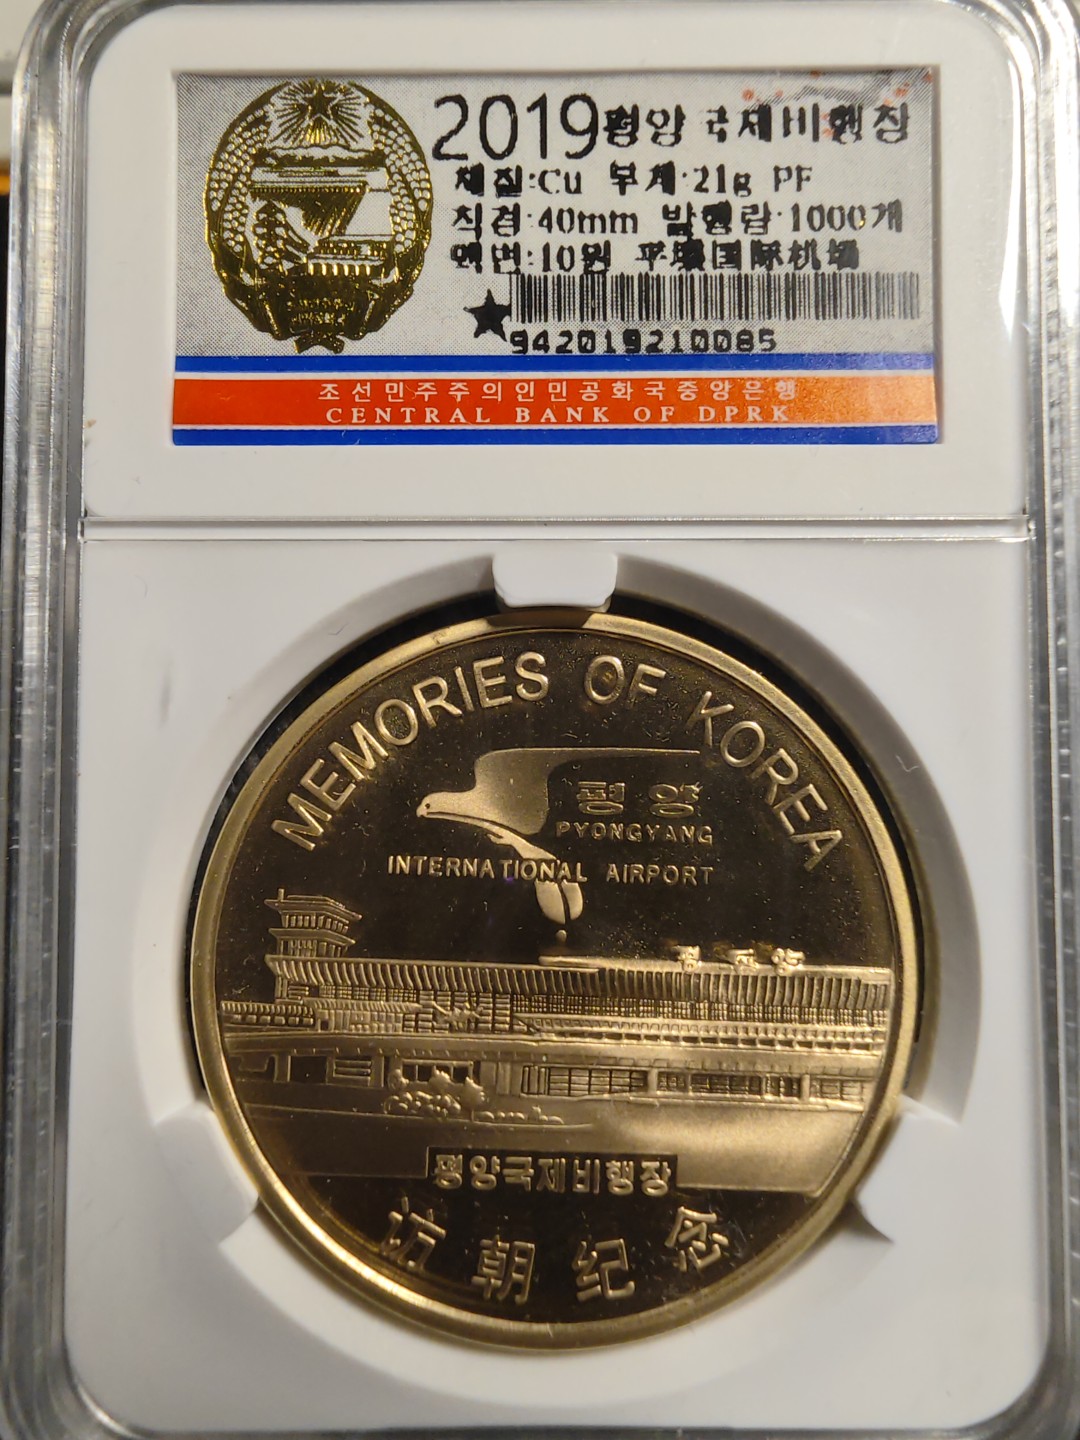 2019평양 국제비행장
재질:Cu 무게:21g PF
직경:40mm 발행량:1000개
액면:10원 平壤国际机场
942019210085
조선민주주의인민공화국중앙은행
CENTRAL BANK OF DPRK
MEMORIES OF KOREA
평양
PYONGYANG
INTERNATIONAL AIRPORT
평양국제비행장
访朝纪念